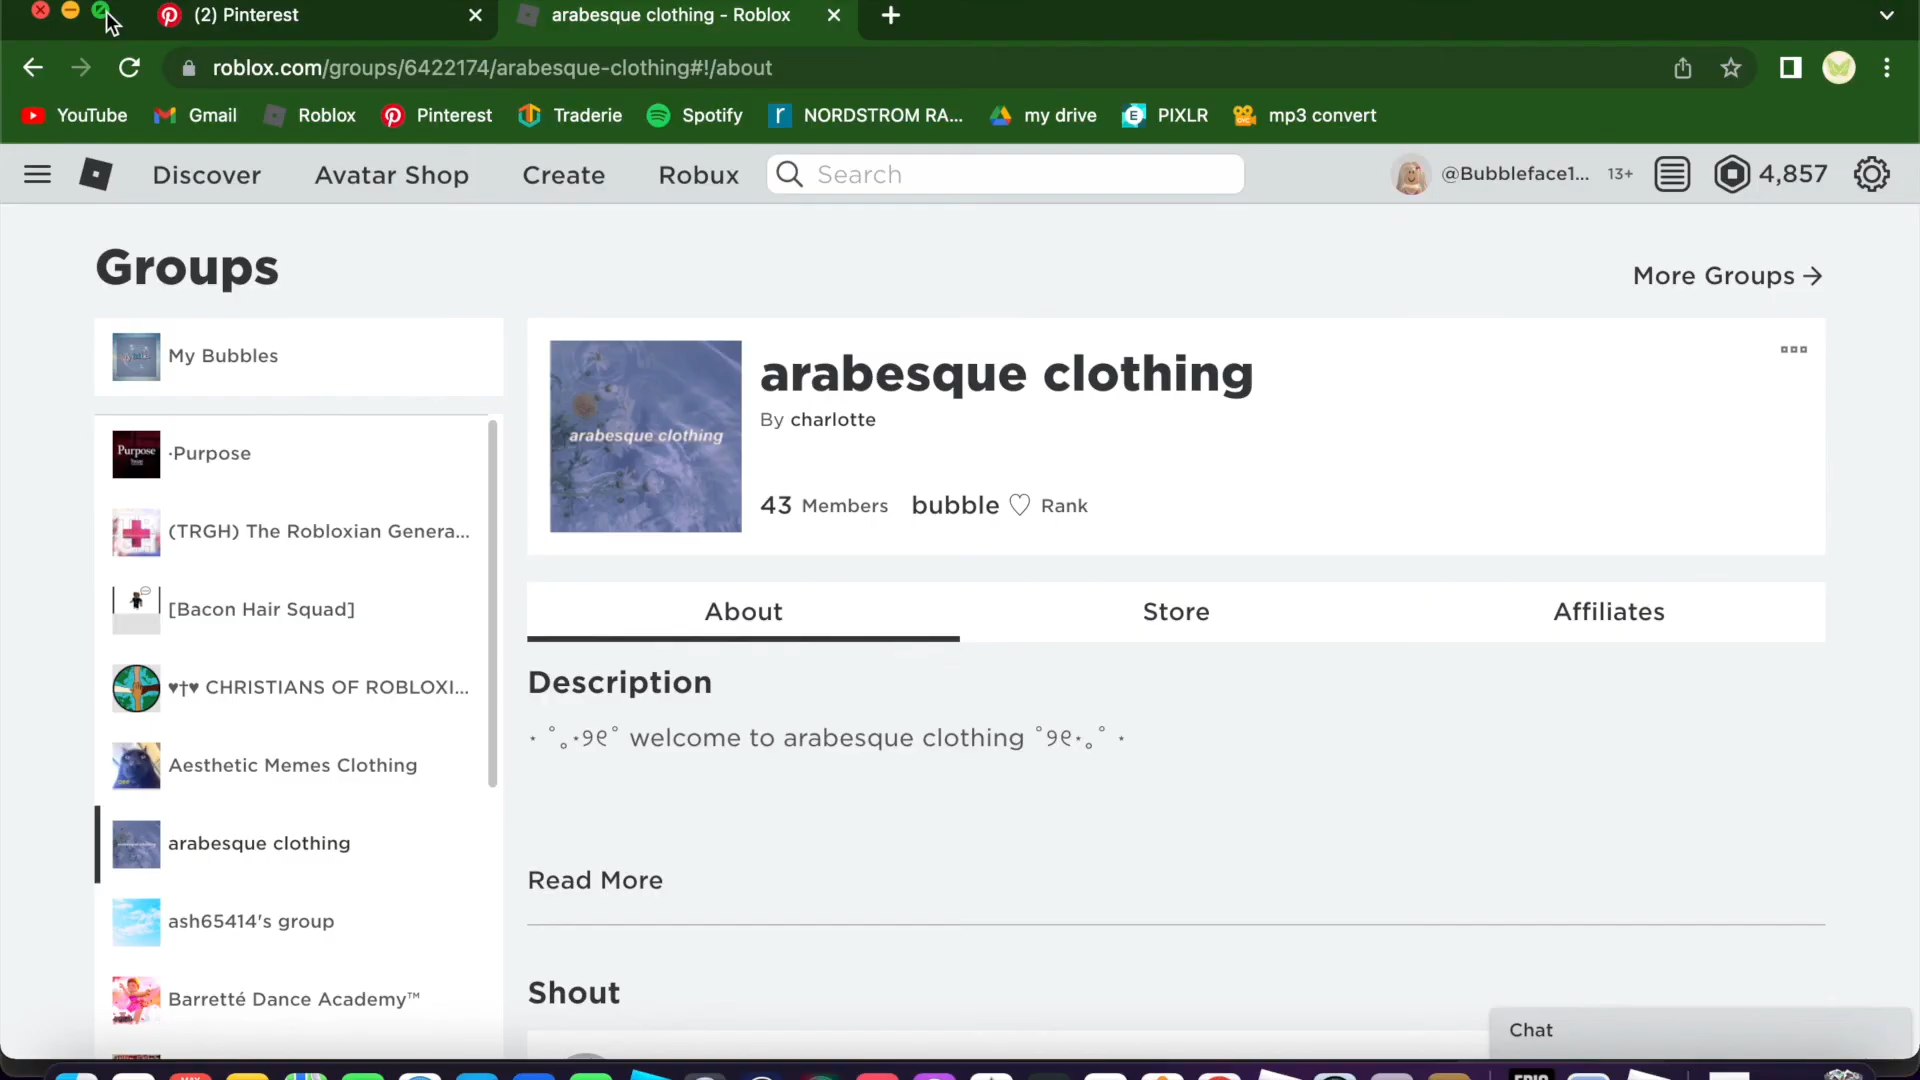 (2) Pinterest
arabesque clothing - Roblox
roblox.com/groups/6422174/arabesque-clothing#!/about
YouTube
Gmail
Roblox
Pinterest
Traderie
Spotify
NORDSTROM RA...
my drive
PIXLR
mp3 convert
Discover
Avatar Shop
Create
Robux
Search
@Bubbleface1...
13+
4,857
Groups
More Groups →
My Bubbles
Purpose
·Purpose
(TRGH) The Robloxian Genera...
[Bacon Hair Squad]
♥†♥ CHRISTIANS OF ROBLOXI...
Aesthetic Memes Clothing
arabesque clothing
ash65414's group
Barretté Dance Academy™
arabesque clothing
arabesque clothing
By charlotte
43 Members
bubble ♡ Rank
About
Store
Affiliates
Description
⋆ ˚｡⋆୨୧˚ welcome to arabesque clothing ˚୨୧⋆｡˚ ⋆
Read More
Shout
Chat